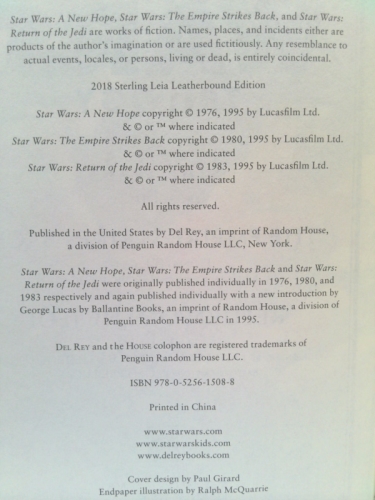 Star Wars: A New Hope, Star Wars: The Empire Strikes Back, and Star Wars:
Return of the Jedi are works of fiction. Names, places, and incidents either are
products of the author's imagination or are used fictitiously. Any resemblance to
actual events, locales, or persons, living or dead, is entirely coincidental.
2018 Sterling Leia Leatherbound Edition
Star Wars: A New Hope copyright © 1976, 1995 by Lucasfilm Ltd.
& © or ™ where indicated
Star Wars: The Empire Strikes Back copyright © 1980, 1995 by Lucasfilm Ltd.
& © or ™ where indicated
Star Wars: Return of the Jedi copyright © 1983, 1995 by Lucasfilm Ltd.
& © or ™ where indicated
All rights reserved.
Published in the United States by Del Rey, an imprint of Random House,
a division of Penguin Random House LLC, New York.
Star Wars: A New Hope, Star Wars: The Empire Strikes Back and Star Wars:
Return of the Jedi were originally published individually in 1976, 1980, and
1983 respectively and again published individually with a new introduction by
George Lucas by Ballantine Books, an imprint of Random House, a division of
Penguin Random House LLC in 1995.
DEL REY and the HOUSE colophon are registered trademarks of
Penguin Random House LLC.
ISBN 978-0-5256-1508-8
Printed in China
www.starwars.com
www.starwarskids.com
www.delreybooks.com
Cover design by Paul Girard
Endpaper illustration by Ralph McQuarrie